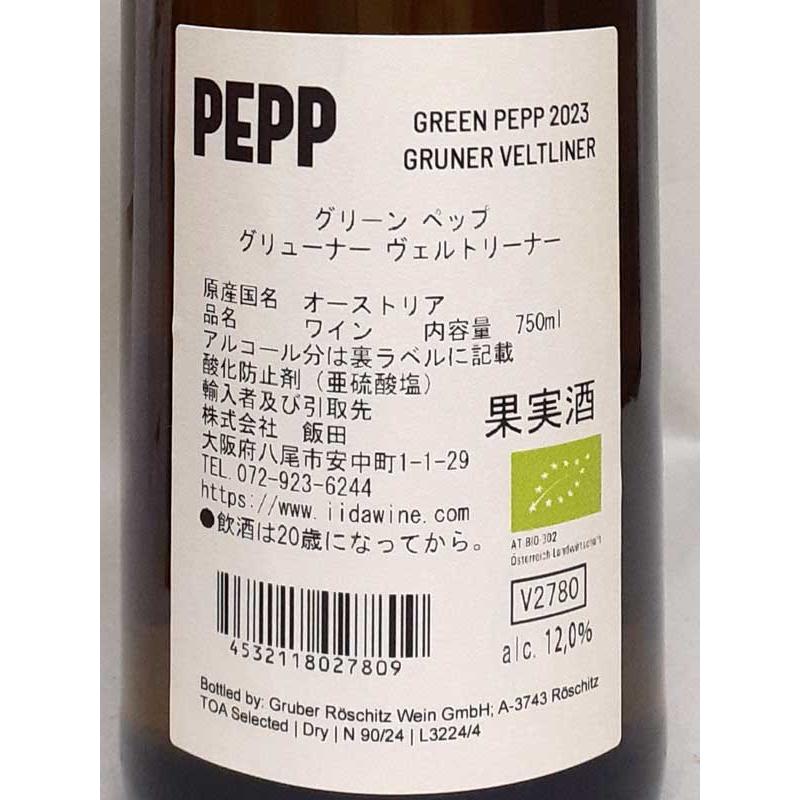 PEPP
GREEN PEPP 2023
GRUNER VELTLINER
グリーン ペップ
グリューナー ヴェルトリーナー
原産国名 オーストリア
品名 ワイン 内容量 750ml
アルコール分は裏ラベルに記載
酸化防止剤（亜硫酸塩）
輸入者及び引取先
株式会社 飯田
大阪府八尾市安中町1-1-29
TEL.072-923-6244
https://www.iidawine.com
●飲酒は20歳になってから。
果実酒
AT-BIO-302
Österreich-Landwirtschaft
V2780
alc. 12,0%
4532118027809
Bottled by: Gruber Röschitz Wein GmbH; A-3743 Röschitz
TOA Selected | Dry | N 90/24 | L3224/4